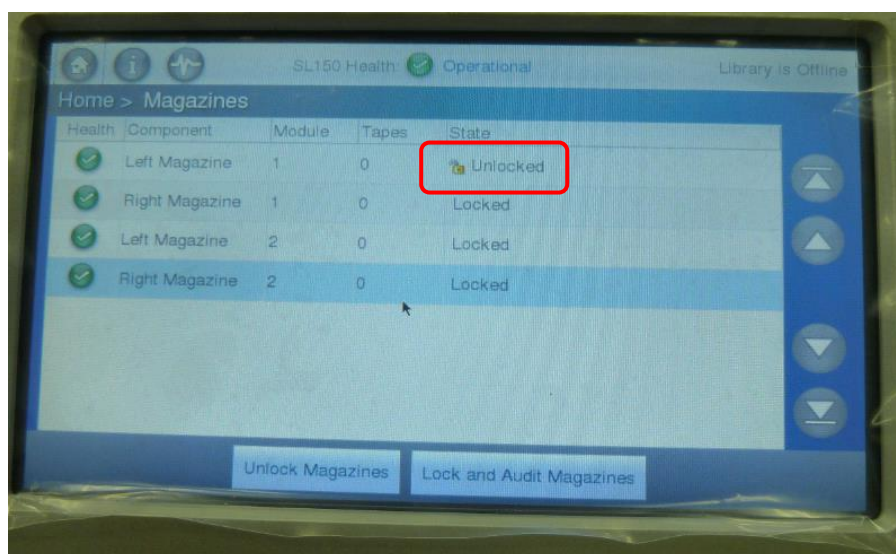 SL150 Health: Operational Library is Offline
Home > Magazines
Health Component Module Tapes State
Left Magazine 1 0 Unlocked
Right Magazine 1 0 Locked
Left Magazine 2 0 Locked
Right Magazine 2 0 Locked
Unlock Magazines Lock and Audit Magazines